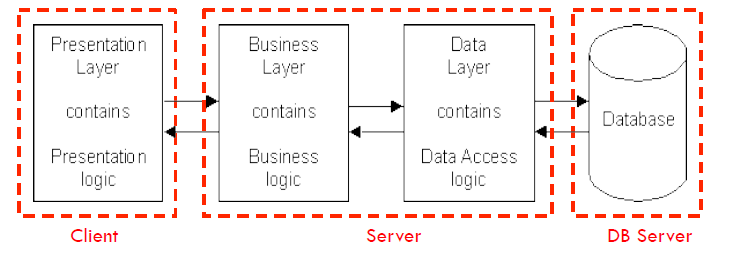 Presentation
Layer
contains
Presentation
logic
Business
Layer
contains
Business
logic
Data
Layer
contains
Data Access
logic
Database
Client
Server
DB Server